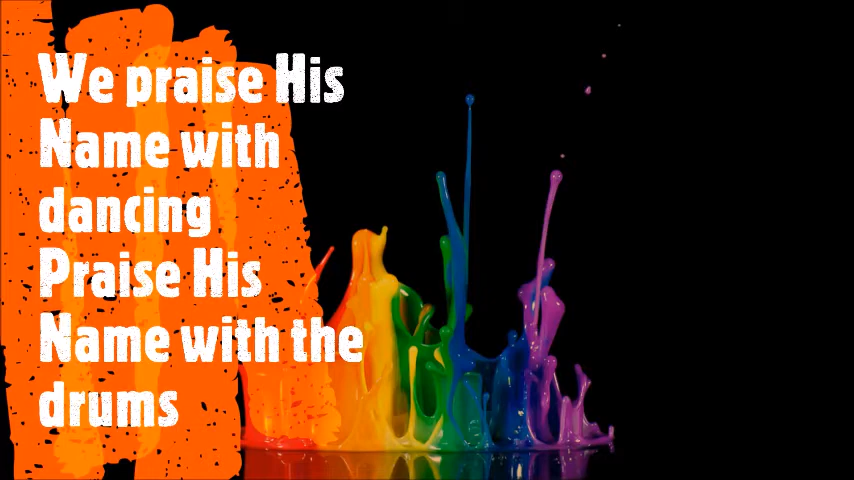 We praise His
Name with
dancing
Praise His
Name with the
drums